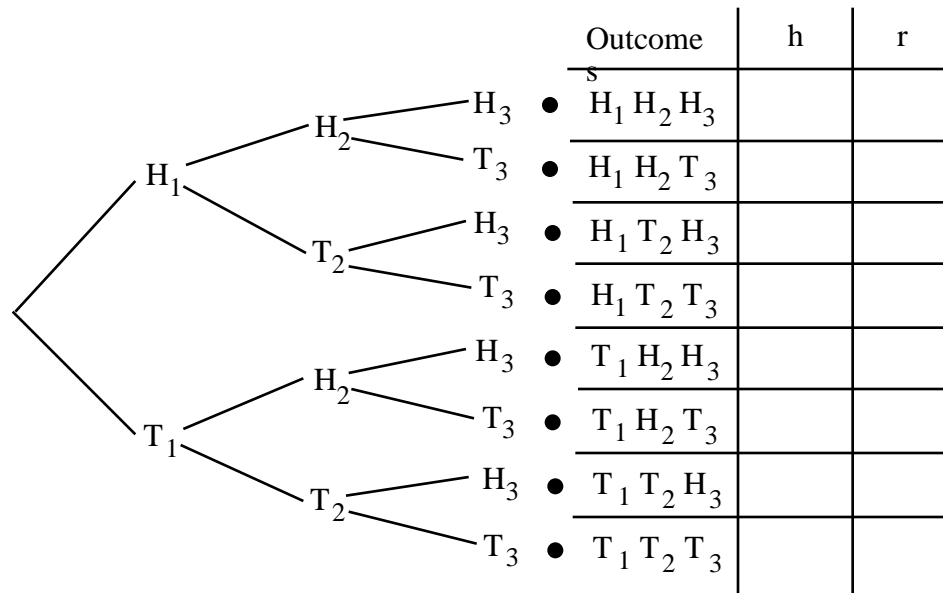 Outcome h r
s
H3 • H1 H2 H3
H2
T3 • H1 H2 T3
H1
H3 • H1 T2 H3
T2
T3 • H1 T2 T3
H3 • T1 H2 H3
H2
T3 • T1 H2 T3
T1
H3 • T1 T2 H3
T2
T3 • T1 T2 T3